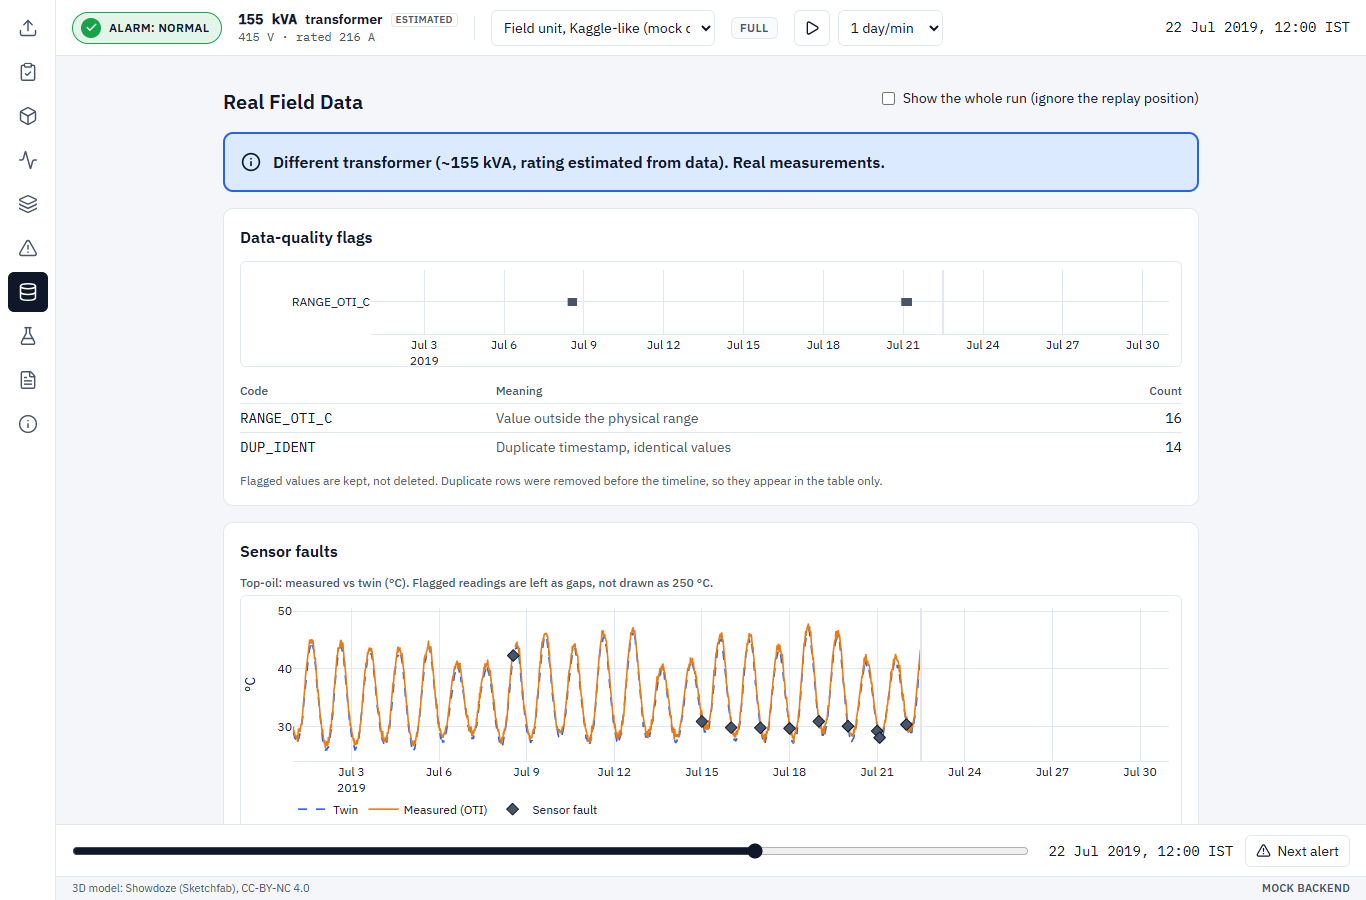 ALARM: NORMAL
155 kVA transformer ESTIMATED
415 V · rated 216 A
Field unit, Kaggle-like (mock
FULL
1 day/min
22 Jul 2019, 12:00 IST
Real Field Data
Show the whole run (ignore the replay position)
Different transformer (~155 kVA, rating estimated from data). Real measurements.
Data-quality flags
RANGE_OTI_C
Jul 3 Jul 6 Jul 9 Jul 12 Jul 15 Jul 18 Jul 21 Jul 24 Jul 27 Jul 30
2019
Code Meaning Count
RANGE_OTI_C Value outside the physical range 16
DUP_IDENT Duplicate timestamp, identical values 14
Flagged values are kept, not deleted. Duplicate rows were removed before the timeline, so they appear in the table only.
Sensor faults
Top-oil: measured vs twin (°C). Flagged readings are left as gaps, not drawn as 250 °C.
50
40
30
°C
Jul 3 Jul 6 Jul 9 Jul 12 Jul 15 Jul 18 Jul 21 Jul 24 Jul 27 Jul 30
2019
Twin Measured (OTI) Sensor fault
22 Jul 2019, 12:00 IST
Next alert
3D model: Showdoze (Sketchfab), CC-BY-NC 4.0
MOCK BACKEND